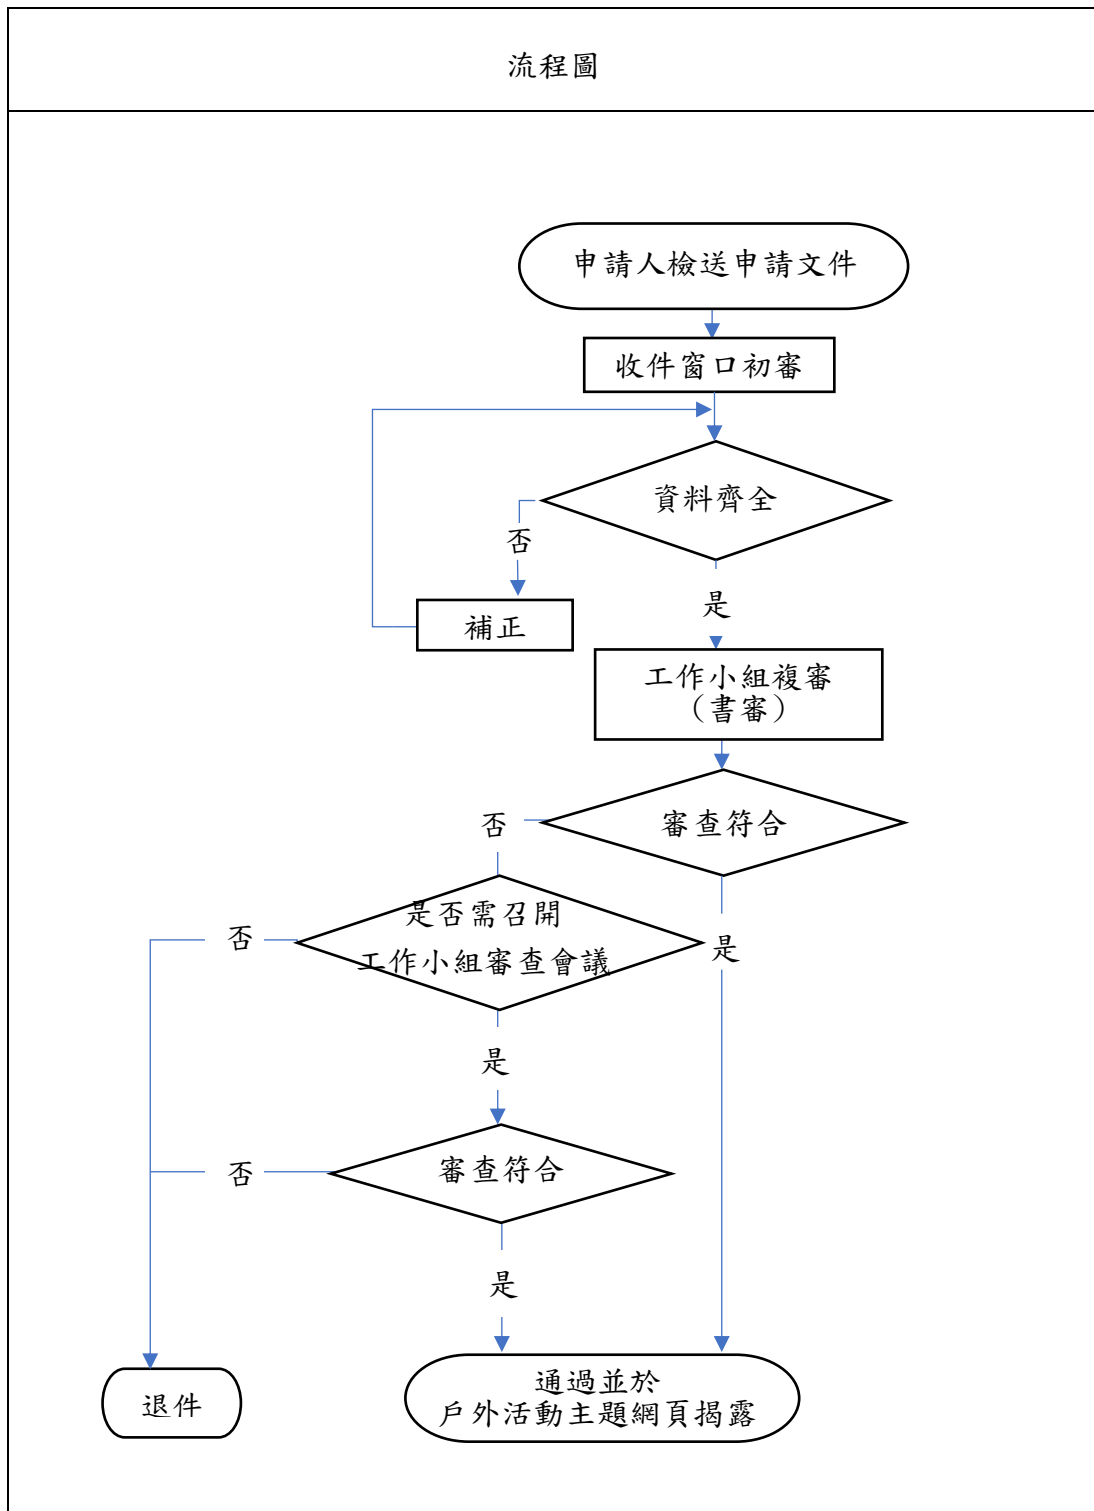 流程圖
申請人檢送申請文件
收件窗口初審
資料齊全
否
是
補正
工作小組複審
（書審）
審查符合
否
是否需召開
工作小組審查會議
否
是
是
審查符合
否
是
通過並於
戶外活動主題網頁揭露
退件